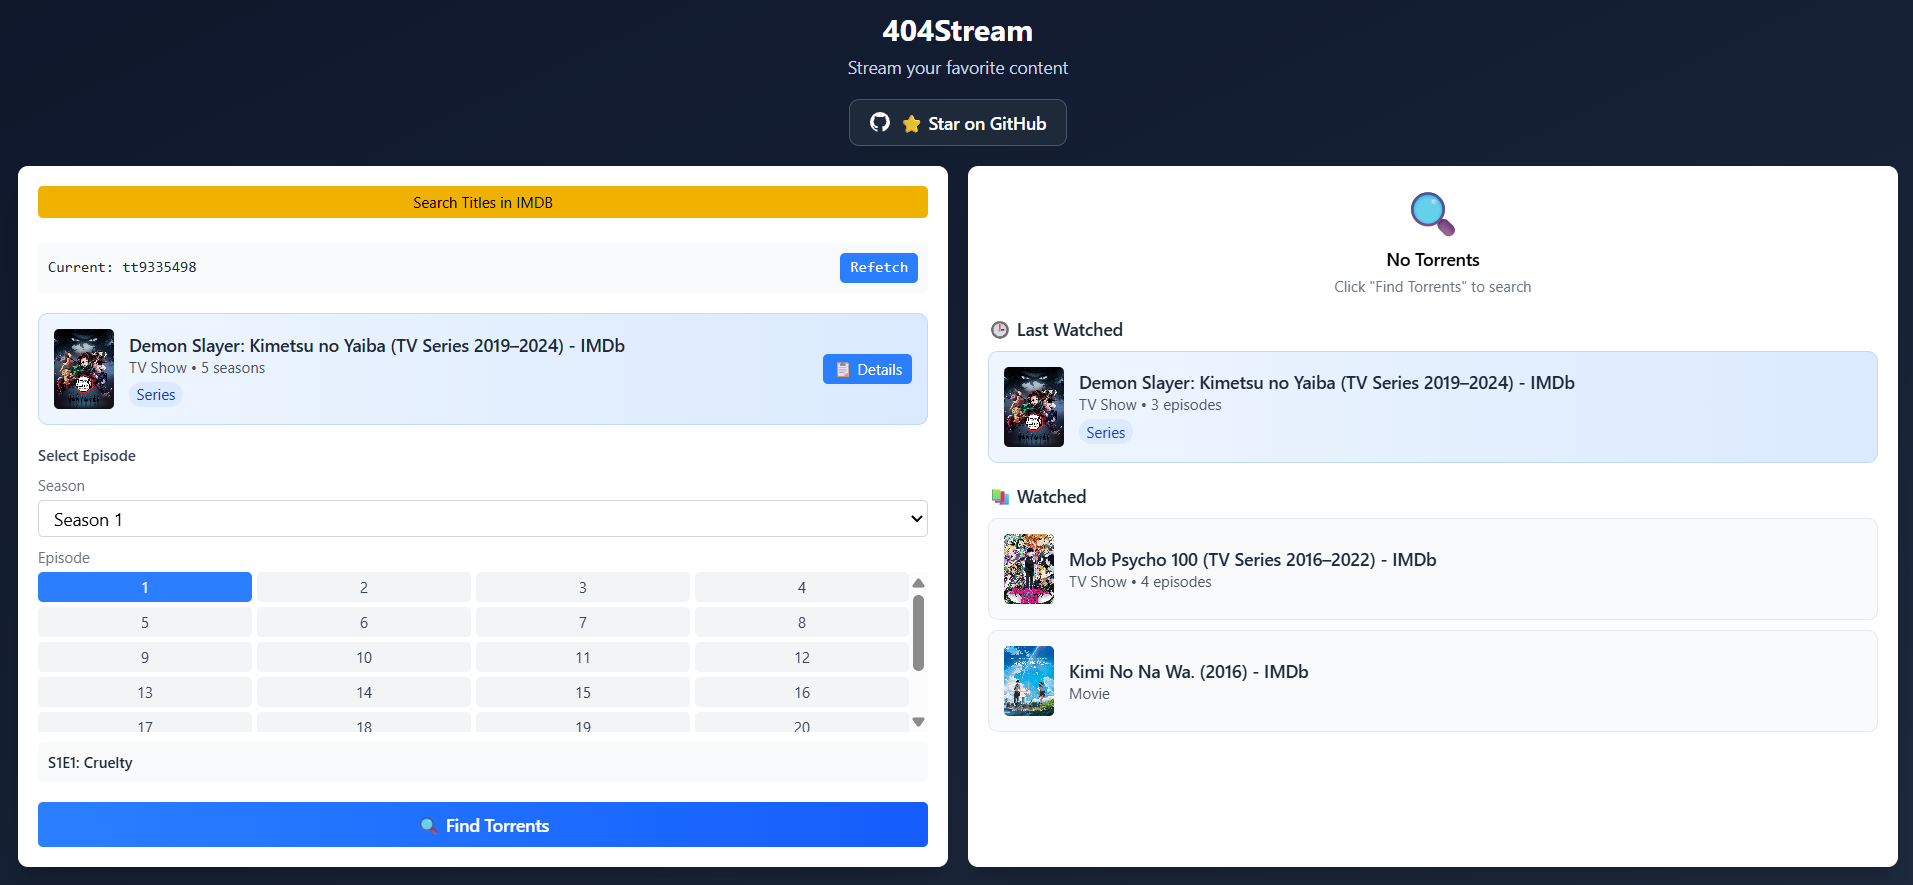 404Stream
Stream your favorite content
⭐ Star on GitHub
Search Titles in IMDB
Current: tt9335498
Refetch
Demon Slayer: Kimetsu no Yaiba (TV Series 2019–2024) - IMDb
TV Show • 5 seasons
Series
📋 Details
Select Episode
Season
Season 1
Episode
1 2 3 4
5 6 7 8
9 10 11 12
13 14 15 16
17 18 19 20
S1E1: Cruelty
🔍 Find Torrents
No Torrents
Click "Find Torrents" to search
🕒 Last Watched
Demon Slayer: Kimetsu no Yaiba (TV Series 2019–2024) - IMDb
TV Show • 3 episodes
Series
📚 Watched
Mob Psycho 100 (TV Series 2016–2022) - IMDb
TV Show • 4 episodes
Kimi No Na Wa. (2016) - IMDb
Movie